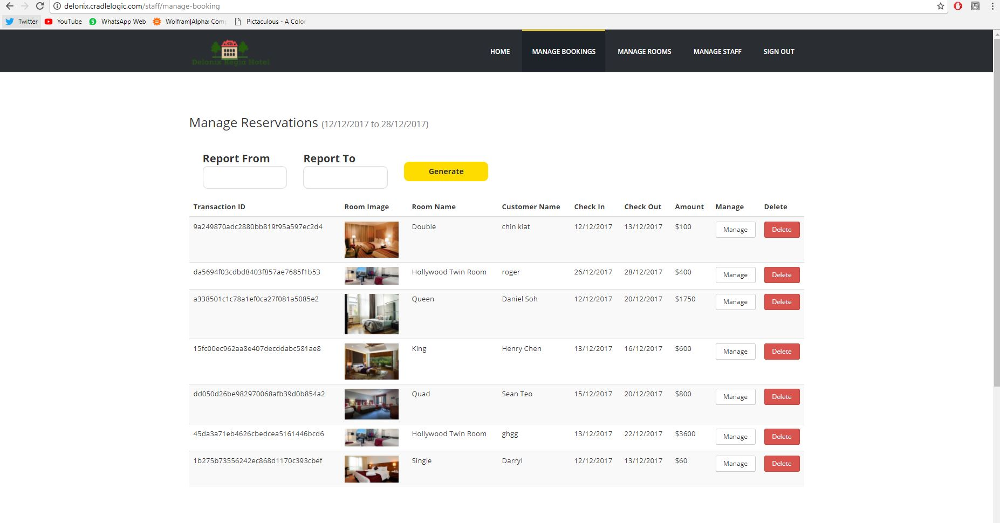 delonix.cradlelogic.com/staff/manage-booking
Twitter YouTube WhatsApp Web Wolfram|Alpha: Com Pictaculous - A Color
Delonix Regia Hotel
HOME MANAGE BOOKINGS MANAGE ROOMS MANAGE STAFF SIGN OUT
Manage Reservations (12/12/2017 to 28/12/2017)
Report From Report To
Generate
Transaction ID Room Image Room Name Customer Name Check In Check Out Amount Manage Delete
9a249870adc2880bb819f95a597ec2d4 Double chin kiat 12/12/2017 13/12/2017 $100 Manage Delete
da5694f03cdbd8403f857ae7685f1b53 Hollywood Twin Room roger 26/12/2017 28/12/2017 $400 Manage Delete
a338501c1c78a1ef0ca27f081a5085e2 Queen Daniel Soh 12/12/2017 20/12/2017 $1750 Manage Delete
15fc00ec962aa8e407decddabc581ae8 King Henry Chen 13/12/2017 16/12/2017 $600 Manage Delete
dd050d26be982970068afb39d0b854a2 Quad Sean Teo 15/12/2017 20/12/2017 $800 Manage Delete
45da3a71eb4626cbedcea5161446bcd6 Hollywood Twin Room ghgg 13/12/2017 22/12/2017 $3600 Manage Delete
1b275b73556242ec868d1170c393cbef Single Darryl 12/12/2017 13/12/2017 $60 Manage Delete